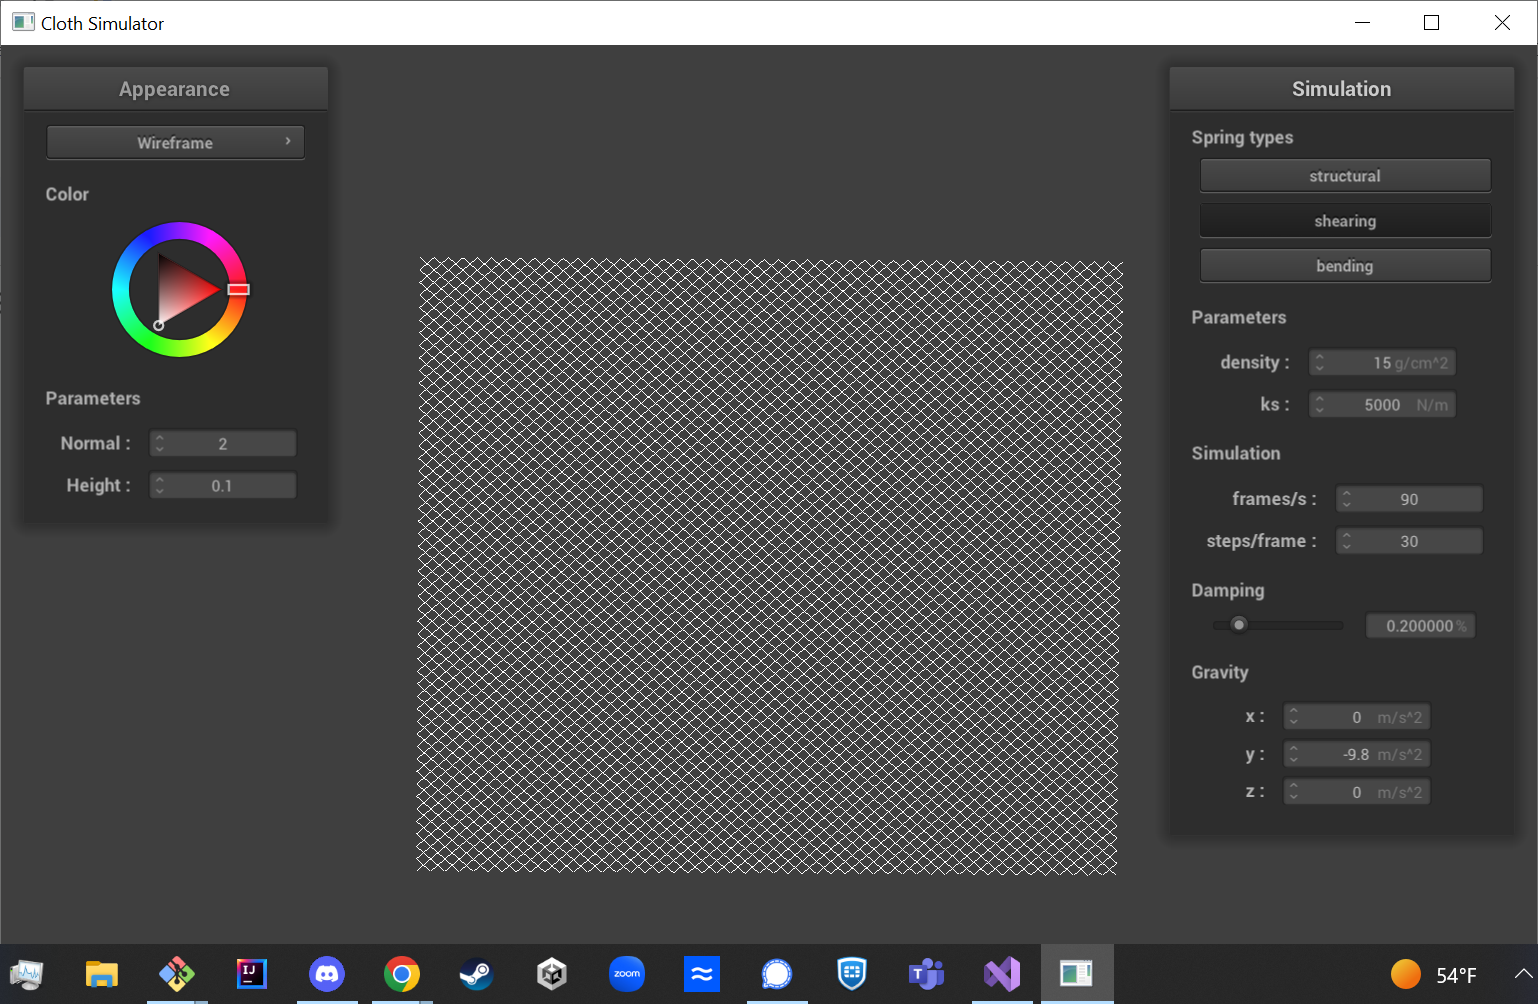 Cloth Simulator
Appearance
Wireframe
Color
Parameters
Normal : 2
Height : 0.1
Simulation
Spring types
structural
shearing
bending
Parameters
density : 15 g/cm^2
ks : 5000 N/m
Simulation
frames/s : 90
steps/frame : 30
Damping
0.200000 %
Gravity
x : 0 m/s^2
y : -9.8 m/s^2
z : 0 m/s^2
IJ
zoom
T
54°F